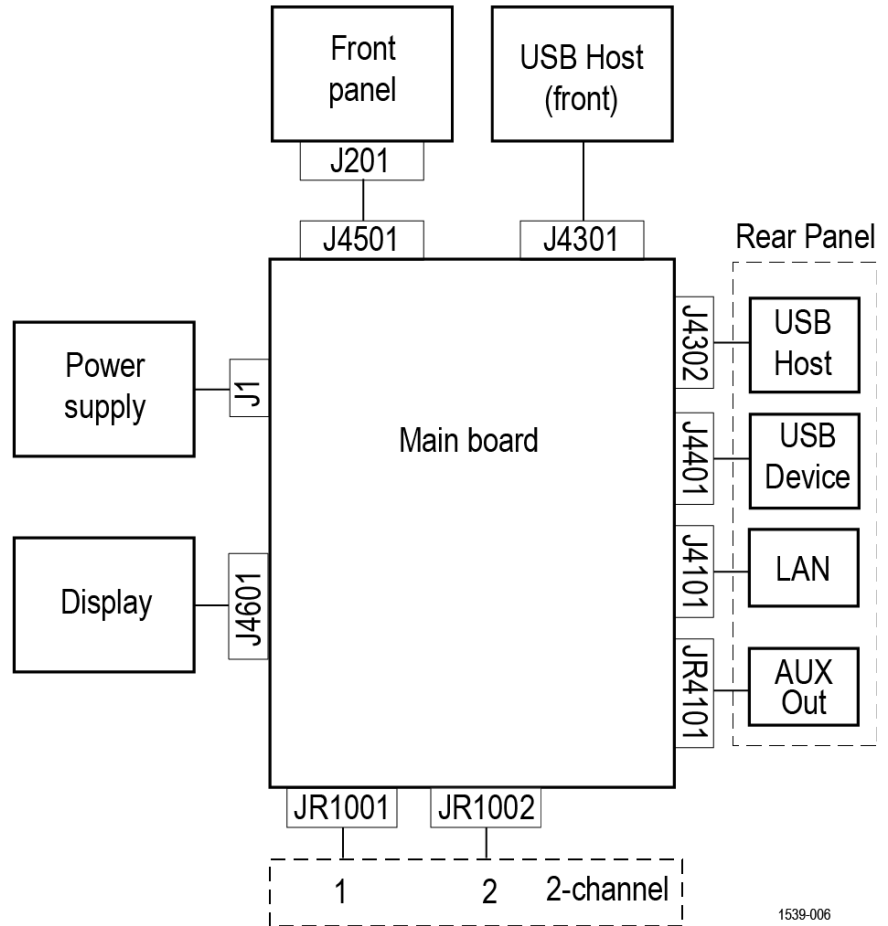 Front
panel
USB Host
(front)
J201
J4501
J4301
Rear Panel
J4302
USB
Host
Power
supply
J1
Main board
J4401
USB
Device
J4101
LAN
Display
J4601
JR4101
AUX
Out
JR1001
JR1002
1
2
2-channel
1539-006